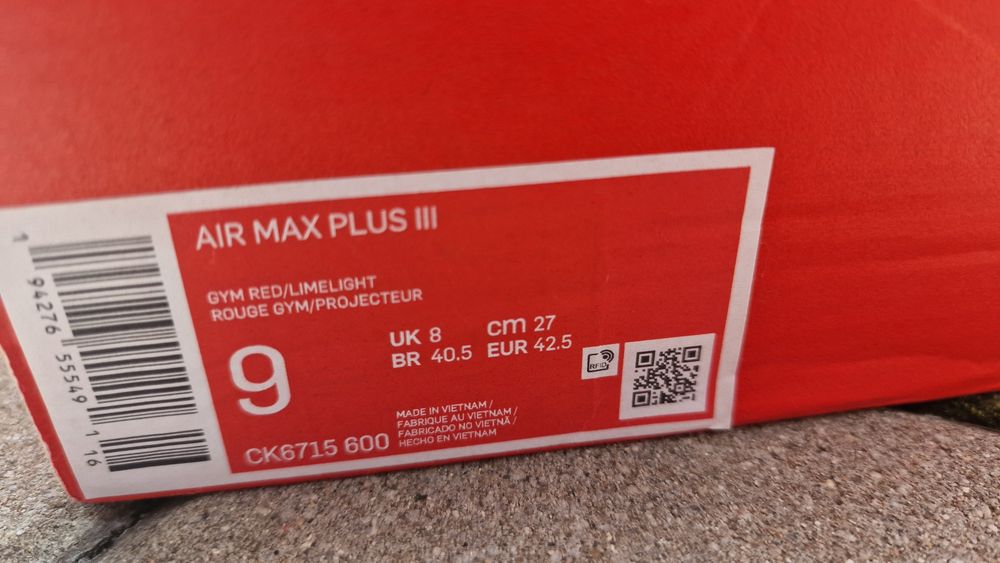 AIR MAX PLUS III
GYM RED/LIMELIGHT
ROUGE GYM/PROJECTEUR
9
UK 8 cm 27
BR 40.5 EUR 42.5
RFID
CK6715 600
MADE IN VIETNAM /
FABRIQUE AU VIETNAM /
FABRICADO NO VIETNÃ /
HECHO EN VIETNAM
1 94276 55549 1 16